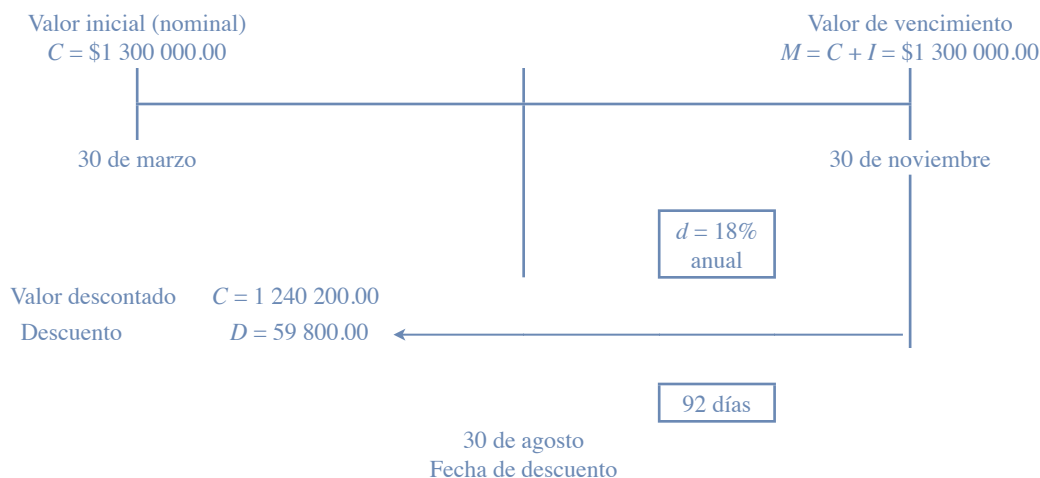 Valor inicial (nominal)
C = $1 300 000.00
Valor de vencimiento
M = C + I = $1 300 000.00
30 de marzo
30 de noviembre
d = 18%
anual
Valor descontado C = 1 240 200.00
Descuento D = 59 800.00
92 días
30 de agosto
Fecha de descuento